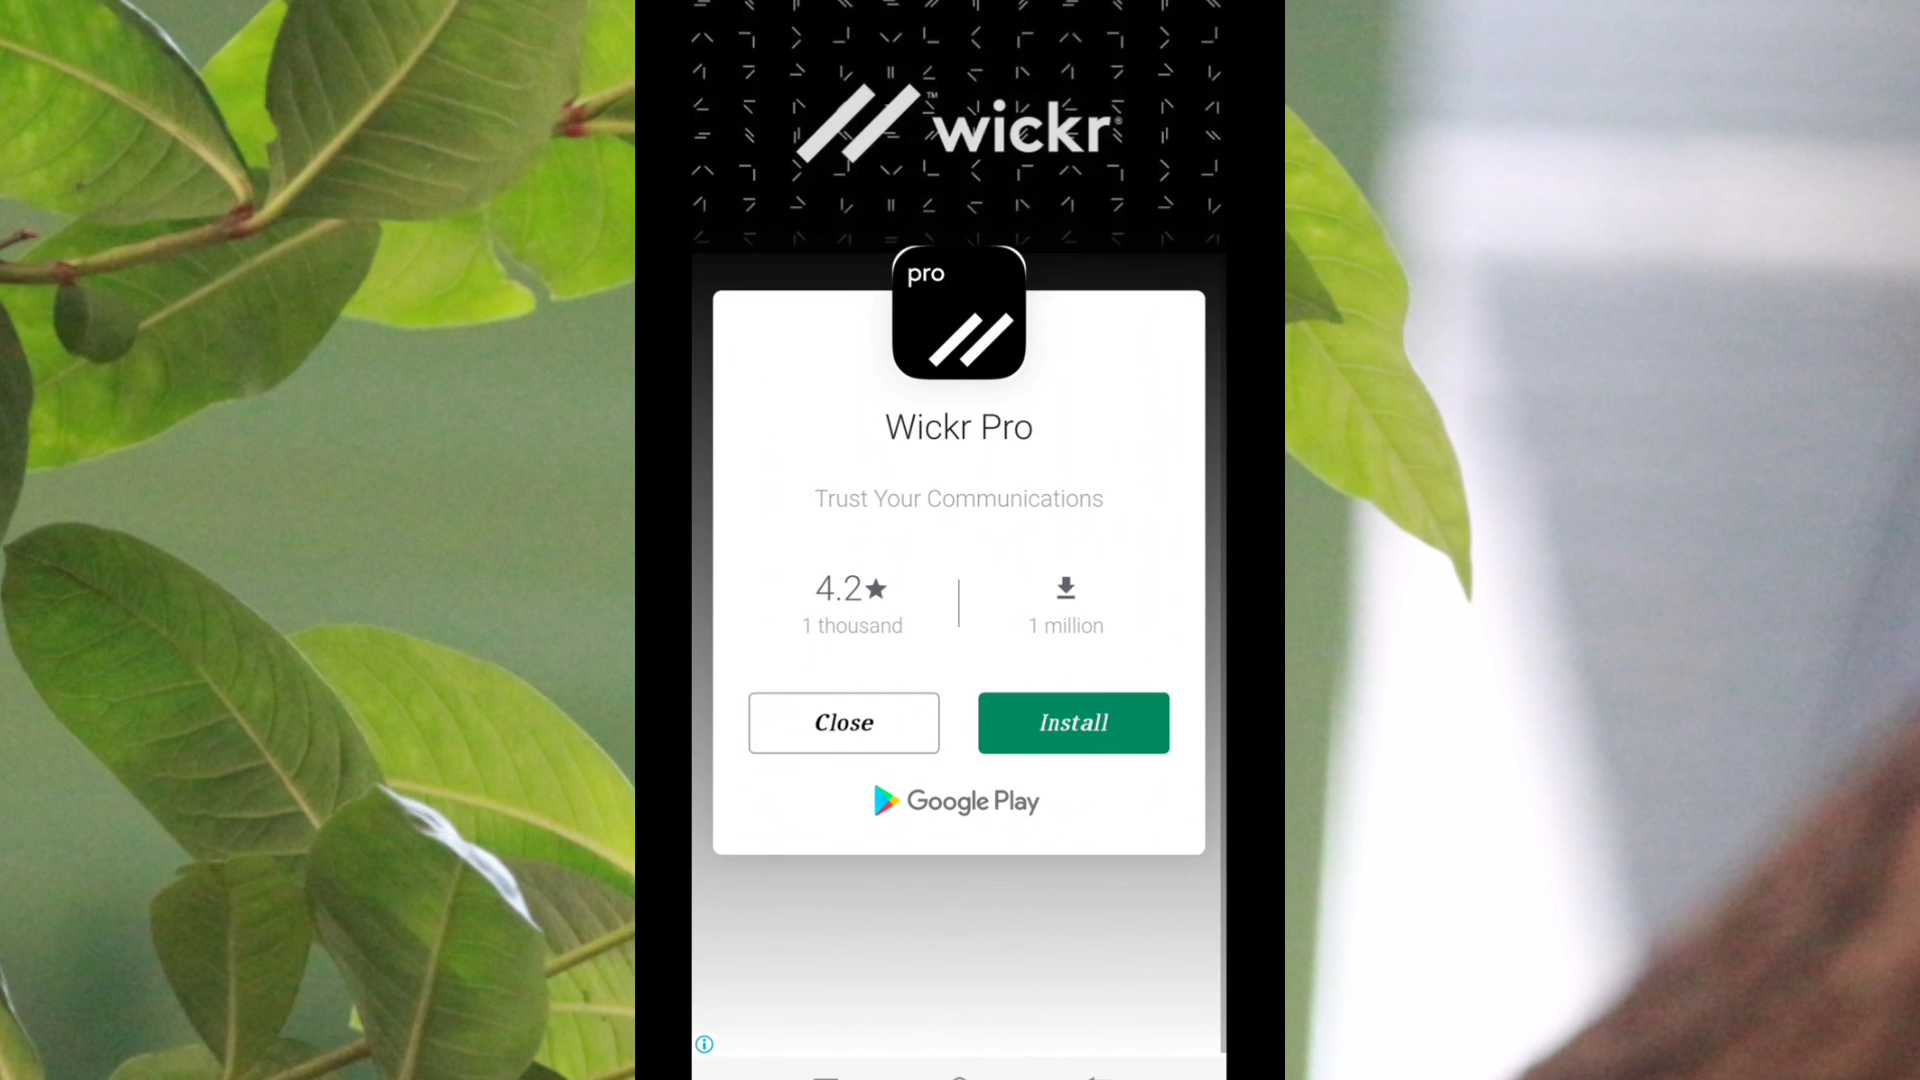 wickr
pro
Wickr Pro
Trust Your Communications
4.2★
1 thousand
1 million
Close
Install
Google Play